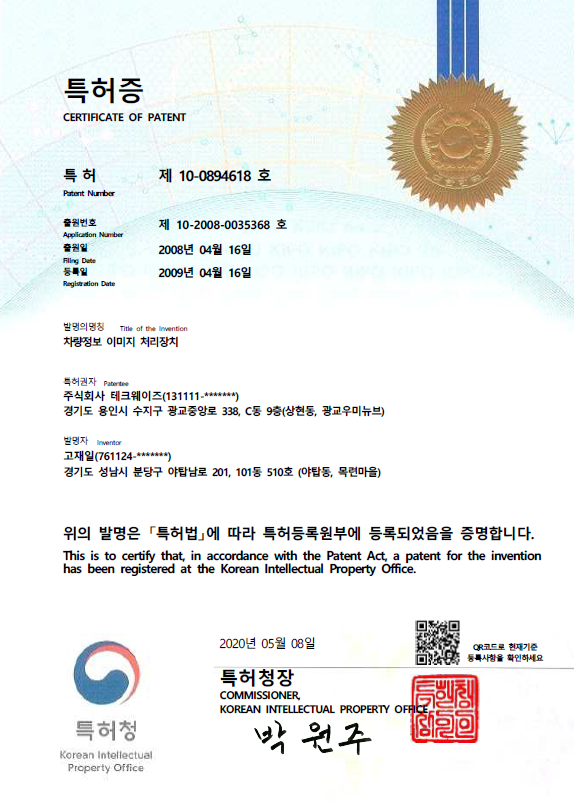 특허증
CERTIFICATE OF PATENT
특 허 제 10-0894618 호
Patent Number
출원번호 제 10-2008-0035368 호
Application Number
출원일 2008년 04월 16일
Filing Date
등록일 2009년 04월 16일
Registration Date
발명의명칭 Title of the Invention
차량정보 이미지 처리장치
특허권자 Patentee
주식회사 테크웨이즈(131111-*******)
경기도 용인시 수지구 광교중앙로 338, C동 9층(상현동, 광교우미뉴브)
발명자 Inventor
고재일(761124-*******)
경기도 성남시 분당구 야탑남로 201, 101동 510호 (야탑동, 목련마을)
위의 발명은 「특허법」에 따라 특허등록원부에 등록되었음을 증명합니다.
This is to certify that, in accordance with the Patent Act, a patent for the invention
has been registered at the Korean Intellectual Property Office.
2020년 05월 08일
QR코드로 현재기준
등록사항을 확인하세요
특허청장
COMMISSIONER,
KOREAN INTELLECTUAL PROPERTY OFFICE
박 원 주
특허청
Korean Intellectual
Property Office